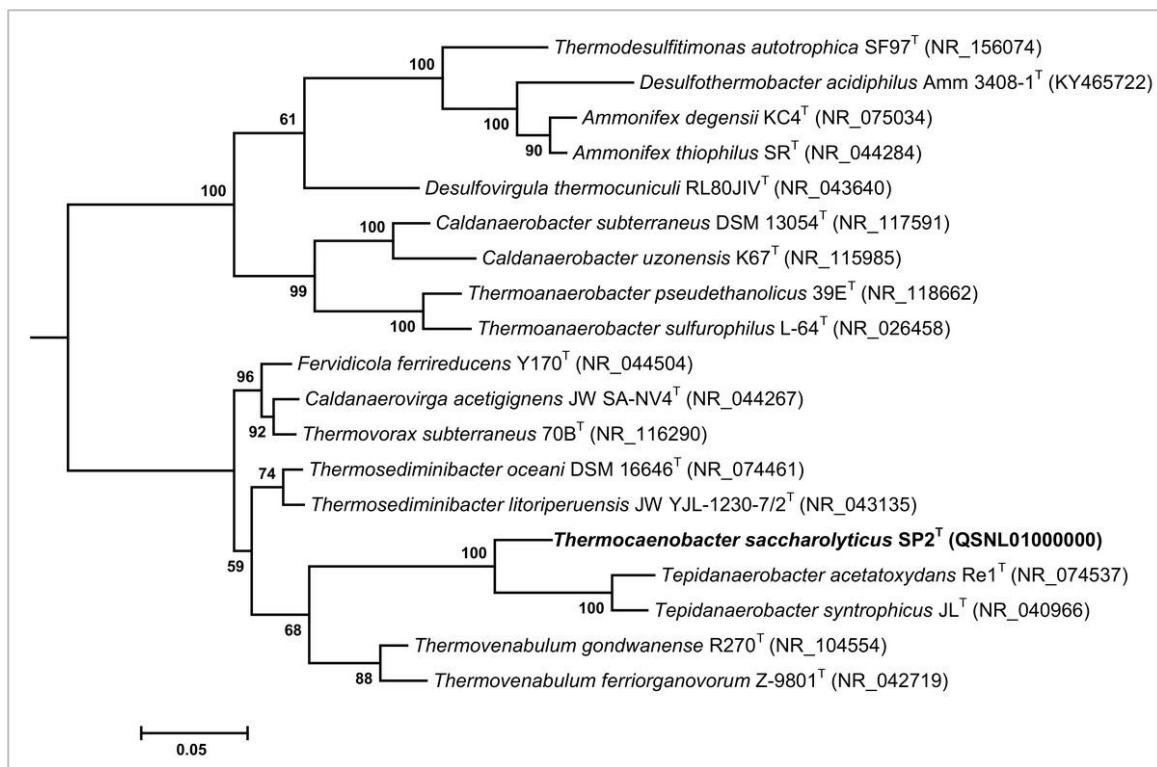 Thermodesulfitimonas autotrophica SF97ᵀ (NR_156074)
100
Desulfothermobacter acidiphilus Amm 3408-1ᵀ (KY465722)
100
Ammonifex degensii KC4ᵀ (NR_075034)
61
90
Ammonifex thiophilus SRᵀ (NR_044284)
100
Desulfovirgula thermocuniculi RL80JIVᵀ (NR_043640)
Caldanaerobacter subterraneus DSM 13054ᵀ (NR_117591)
100
Caldanaerobacter uzonensis K67ᵀ (NR_115985)
99
Thermoanaerobacter pseudethanolicus 39Eᵀ (NR_118662)
100
Thermoanaerobacter sulfurophilus L-64ᵀ (NR_026458)
Fervidicola ferrireducens Y170ᵀ (NR_044504)
96
Caldanaerovirga acetigignens JW SA-NV4ᵀ (NR_044267)
92
Thermovorax subterraneus 70Bᵀ (NR_116290)
Thermosediminibacter oceani DSM 16646ᵀ (NR_074461)
74
Thermosediminibacter litoriperuensis JW YJL-1230-7/2ᵀ (NR_043135)
Thermocaenobacter saccharolyticus SP2ᵀ (QSNL01000000)
100
59
Tepidanaerobacter acetatoxydans Re1ᵀ (NR_074537)
100
Tepidanaerobacter syntrophicus JLᵀ (NR_040966)
68
Thermovenabulum gondwanense R270ᵀ (NR_104554)
88
Thermovenabulum ferriorganovorum Z-9801ᵀ (NR_042719)
0.05